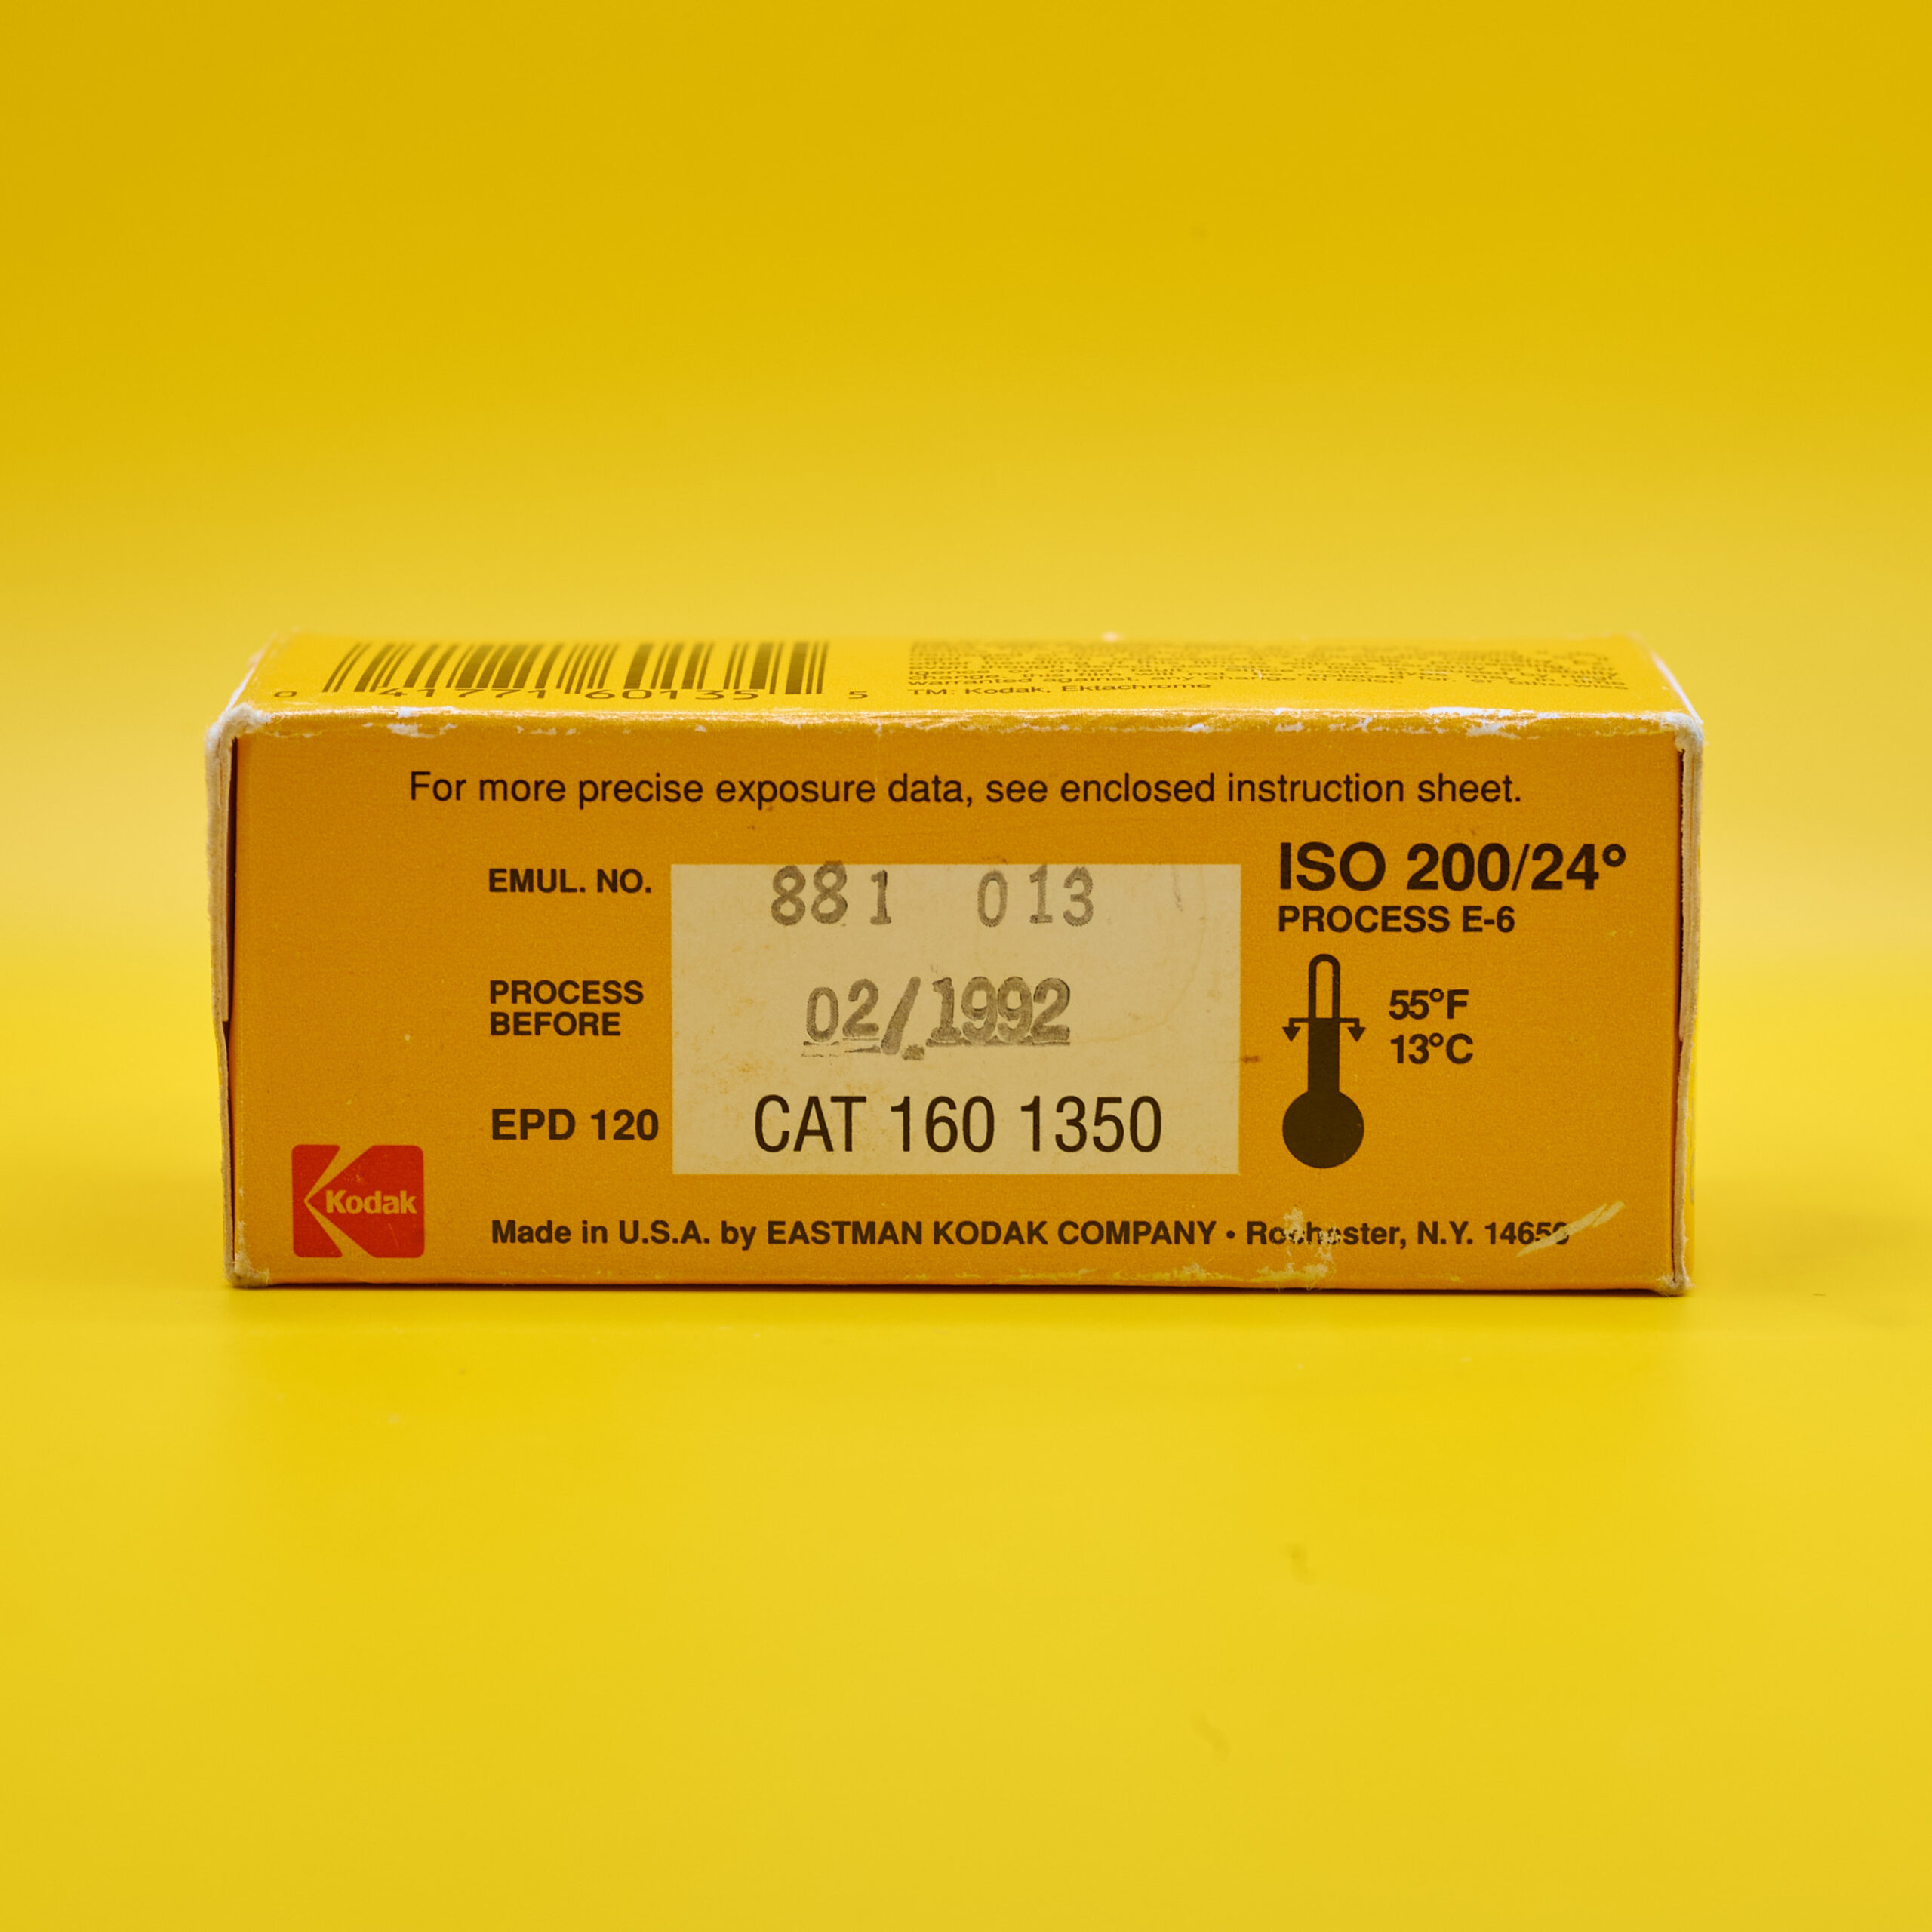 0 41771 60135 5
TM: Kodak, Ektachrome
For more precise exposure data, see enclosed instruction sheet.
EMUL. NO. 881 013
ISO 200/24°
PROCESS E-6
PROCESS
BEFORE
02/1992
55°F
13°C
EPD 120
CAT 160 1350
Kodak
Made in U.S.A. by EASTMAN KODAK COMPANY • Rochester, N.Y. 14650